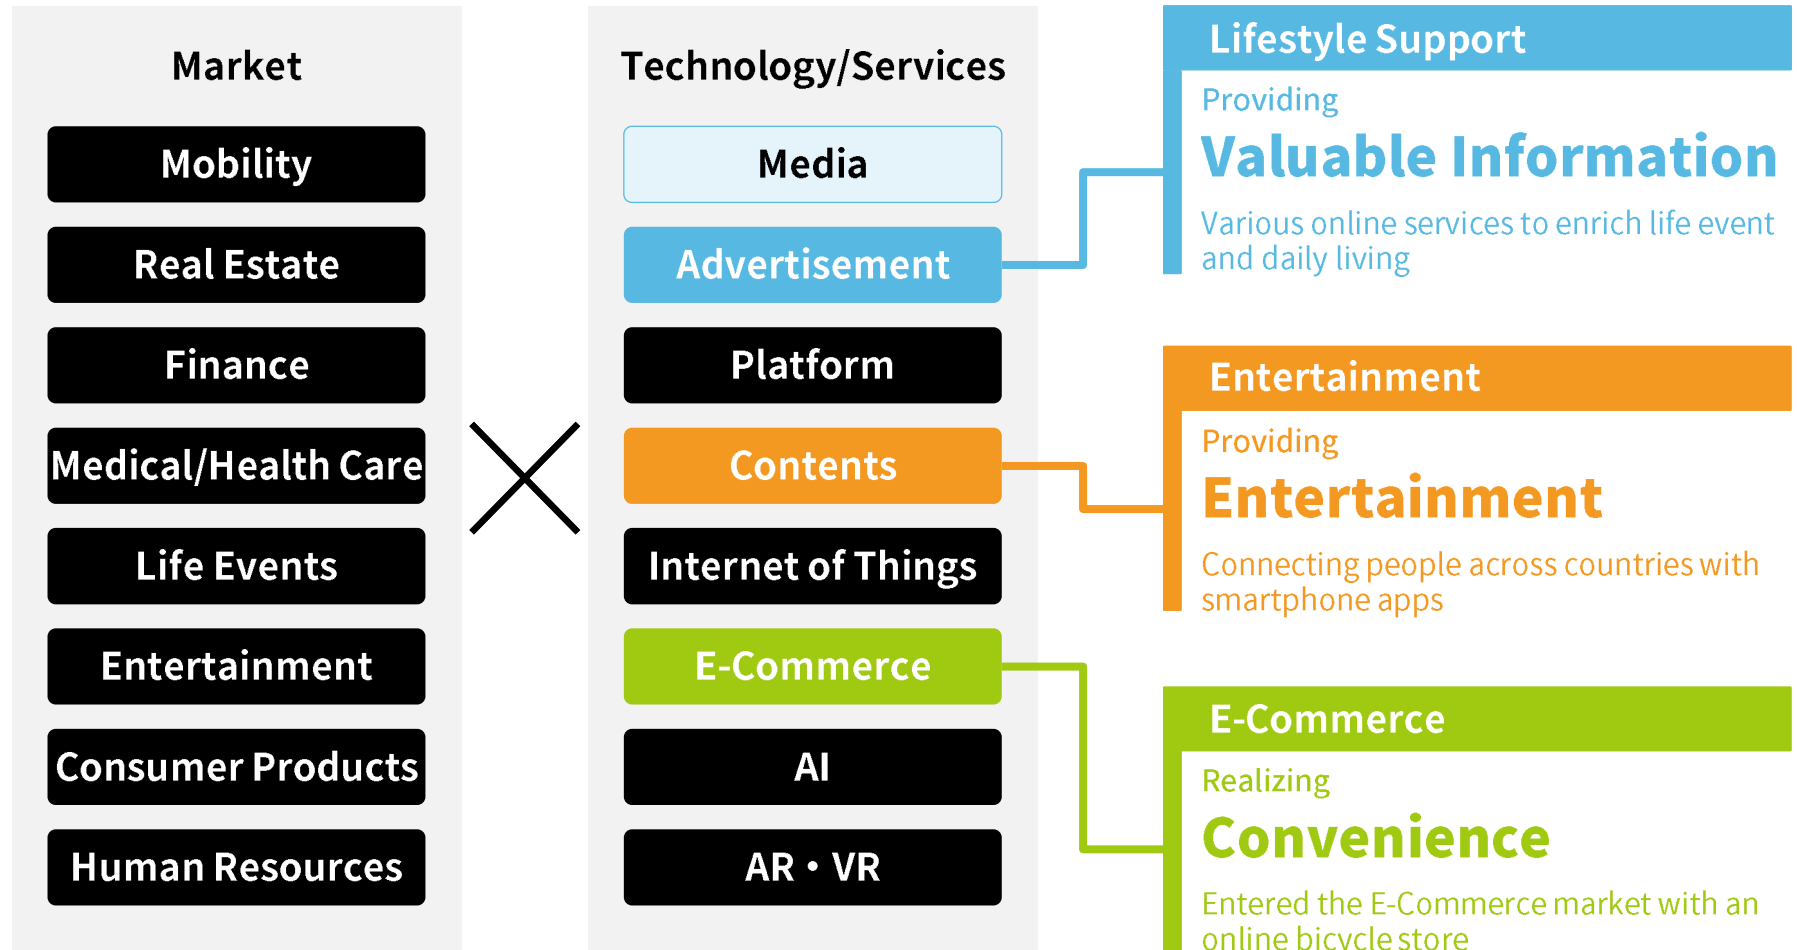 Market
Mobility
Real Estate
Finance
Medical/Health Care
Life Events
Entertainment
Consumer Products
Human Resources
Technology/Services
Media
Advertisement
Platform
Contents
Internet of Things
E-Commerce
AI
AR・VR
Lifestyle Support
Providing
Valuable Information
Various online services to enrich life event
and daily living
Entertainment
Providing
Entertainment
Connecting people across countries with
smartphone apps
E-Commerce
Realizing
Convenience
Entered the E-Commerce market with an
online bicycle store